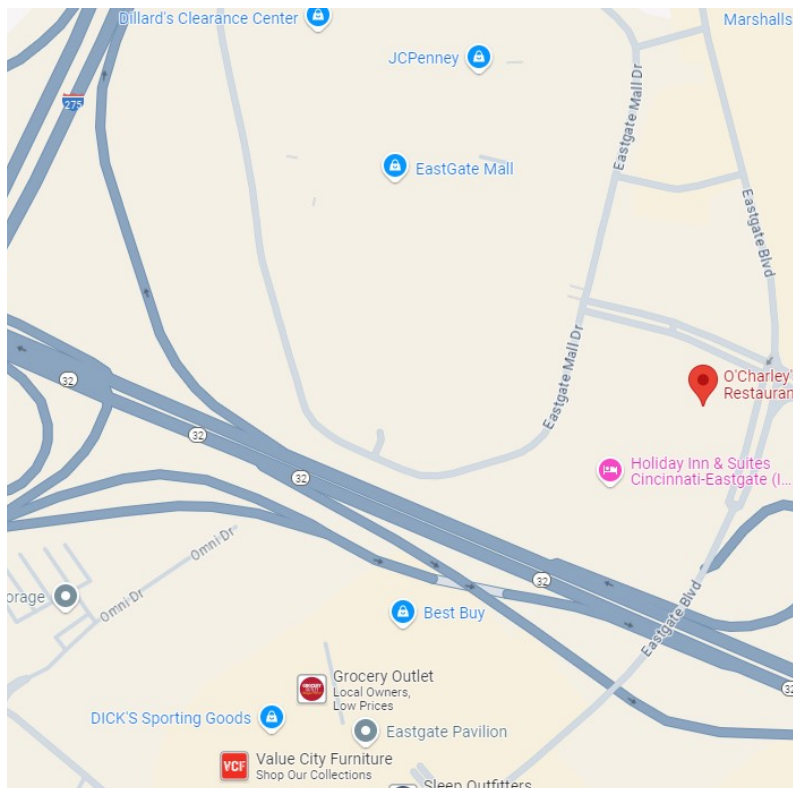 Dillard's Clearance Center
Marshalls
JCPenney
275
Eastgate Mall Dr
EastGate Mall
Eastgate Blvd
Eastgate Mall Dr
32
O'Charley's
Restauran
32
Holiday Inn & Suites
Cincinnati-Eastgate (I...
32
Omni Dr
32
orage
Omni Dr
Best Buy
Eastgate Blvd
Grocery Outlet
Local Owners,
Low Prices
32
DICK'S Sporting Goods
Eastgate Pavilion
VCF
Value City Furniture
Shop Our Collections
Sleep Outfitters